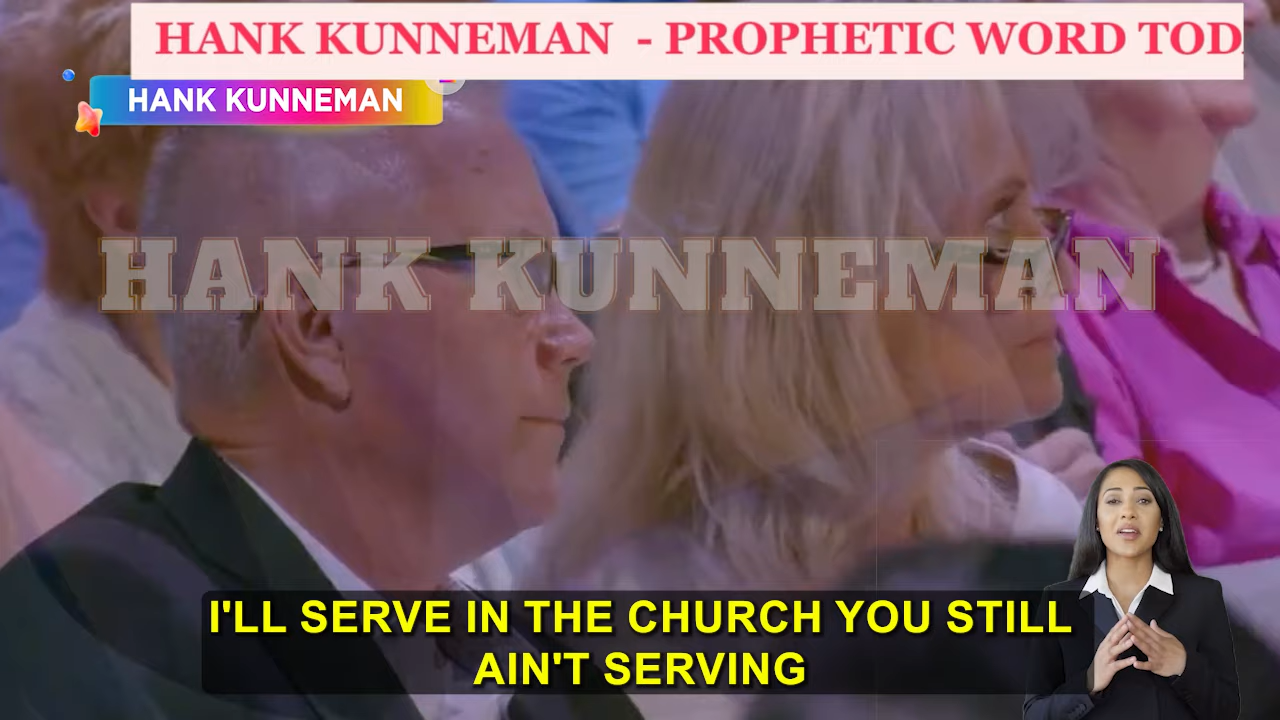 HANK KUNNEMAN - PROPHETIC WORD TOD
HANK KUNNEMAN
HANK KUNNEMAN
I'LL SERVE IN THE CHURCH YOU STILL
AIN'T SERVING